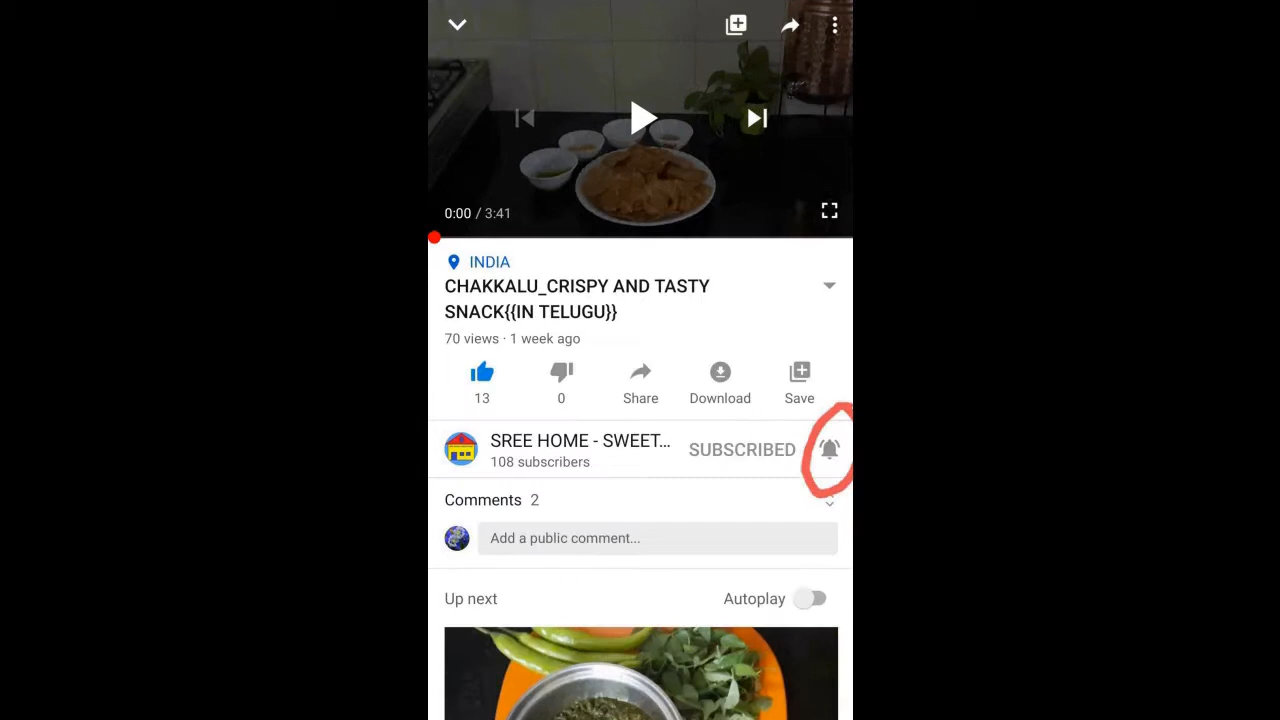 0:00 / 3:41
INDIA
CHAKKALU_CRISPY AND TASTY
SNACK{{IN TELUGU}}
70 views · 1 week ago
13 0 Share Download Save
SREE HOME - SWEET... SUBSCRIBED
108 subscribers
Comments 2
Add a public comment...
Up next Autoplay